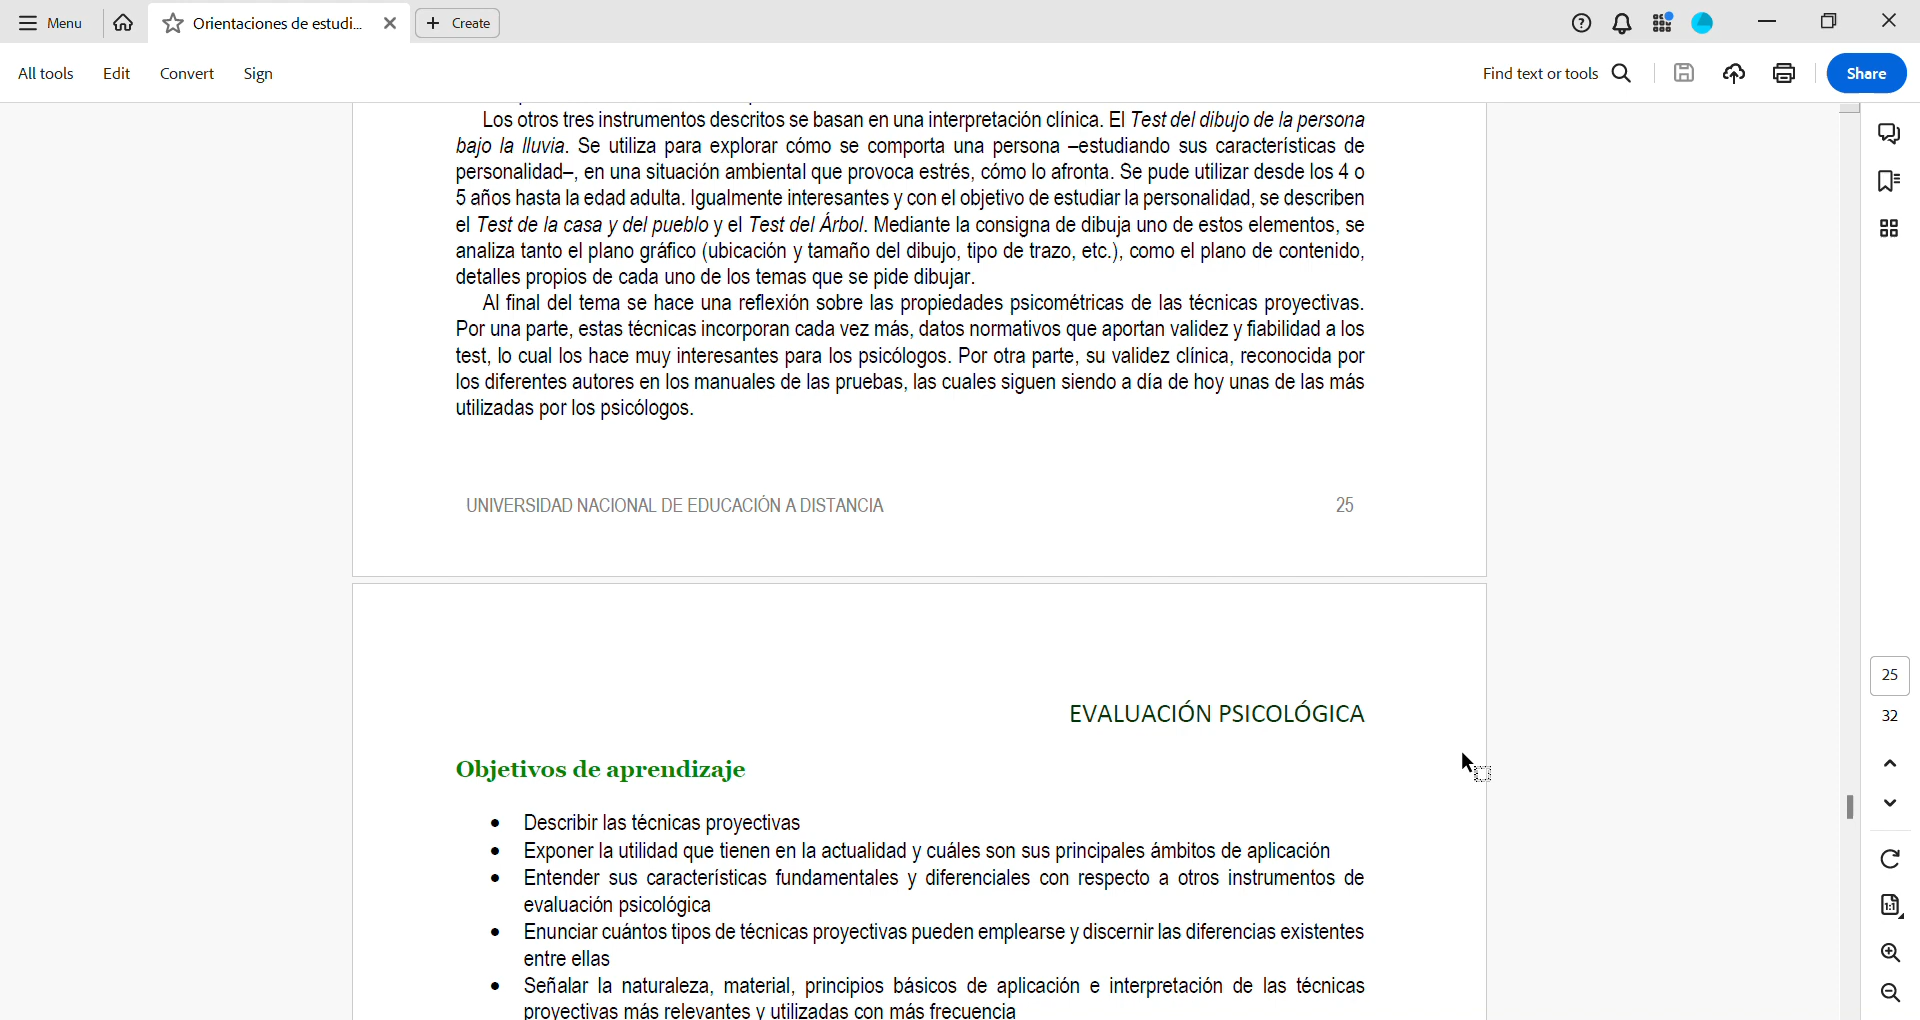 Menu
Orientaciones de estudi...
Create
All tools
Edit
Convert
Sign
Find text or tools
Share
Los otros tres instrumentos descritos se basan en una interpretación clínica. El Test del dibujo de la persona
bajo la lluvia. Se utiliza para explorar cómo se comporta una persona –estudiando sus características de
personalidad–, en una situación ambiental que provoca estrés, cómo lo afronta. Se pude utilizar desde los 4 o
5 años hasta la edad adulta. Igualmente interesantes y con el objetivo de estudiar la personalidad, se describen
el Test de la casa y del pueblo y el Test del Árbol. Mediante la consigna de dibuja uno de estos elementos, se
analiza tanto el plano gráfico (ubicación y tamaño del dibujo, tipo de trazo, etc.), como el plano de contenido,
detalles propios de cada uno de los temas que se pide dibujar.
Al final del tema se hace una reflexión sobre las propiedades psicométricas de las técnicas proyectivas.
Por una parte, estas técnicas incorporan cada vez más, datos normativos que aportan validez y fiabilidad a los
test, lo cual los hace muy interesantes para los psicólogos. Por otra parte, su validez clínica, reconocida por
los diferentes autores en los manuales de las pruebas, las cuales siguen siendo a día de hoy unas de las más
utilizadas por los psicólogos.
UNIVERSIDAD NACIONAL DE EDUCACIÓN A DISTANCIA
25
EVALUACIÓN PSICOLÓGICA
Objetivos de aprendizaje
• Describir las técnicas proyectivas
• Exponer la utilidad que tienen en la actualidad y cuáles son sus principales ámbitos de aplicación
• Entender sus características fundamentales y diferenciales con respecto a otros instrumentos de
evaluación psicológica
• Enunciar cuántos tipos de técnicas proyectivas pueden emplearse y discernir las diferencias existentes
entre ellas
• Señalar la naturaleza, material, principios básicos de aplicación e interpretación de las técnicas
proyectivas más relevantes y utilizadas con más frecuencia
25
32
1:1